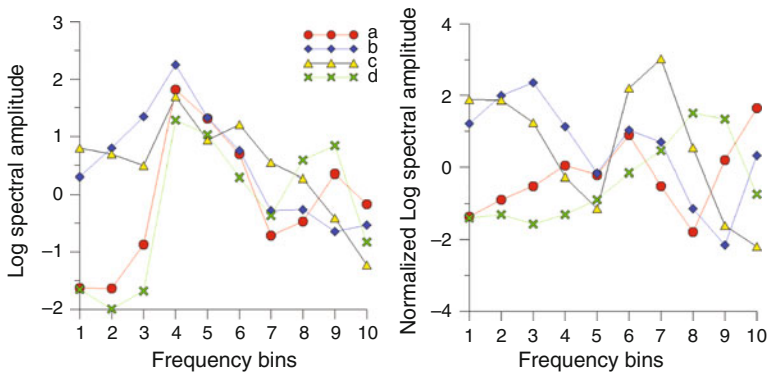 Log spectral amplitude
3
2
1
0
–1
–2
1 2 3 4 5 6 7 8 9 10
Frequency bins
a
b
c
d
Normalized Log spectral amplitude
4
2
0
–2
–4
1 2 3 4 5 6 7 8 9 10
Frequency bins